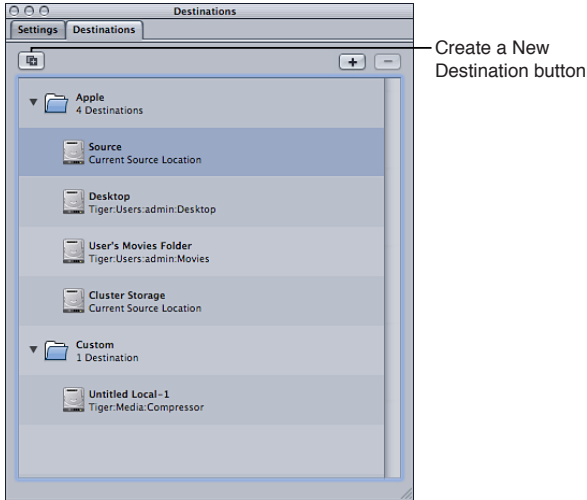 Destinations
Settings
Destinations
Create a New
Destination button
Apple
4 Destinations
Source
Current Source Location
Desktop
Tiger:Users:admin:Desktop
User's Movies Folder
Tiger:Users:admin:Movies
Cluster Storage
Current Source Location
Custom
1 Destination
Untitled Local-1
Tiger:Media:Compressor